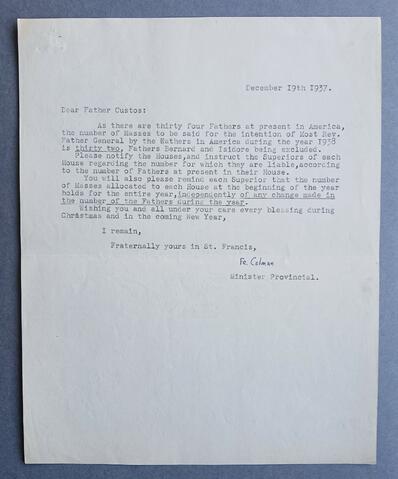 December 19th 1937.
Dear Father Custos:
As there are thirty four Fathers at present in America,
the number of Masses to be said for the intention of Most Rev.
Father General by the Fathers in America during the year 1938
is thirty two, Fathers Bernard and Isidore being excluded.
Please notify the Houses,and instruct the Superiors of each
House regarding the number for which they are liable,according
to the number of Fathers at present in their House.
You will also please remind each Superior that the number
of Masses allocated to each House at the beginning of the year
holds for the entire year,independently of any change made in
the number of the Fathers during the year.
Wishing you and all under your care every blessing during
Christmas and in the coming New Year,
I remain,
Fraternally yours in St. Francis,
Fr. Colman
Minister Provincial.